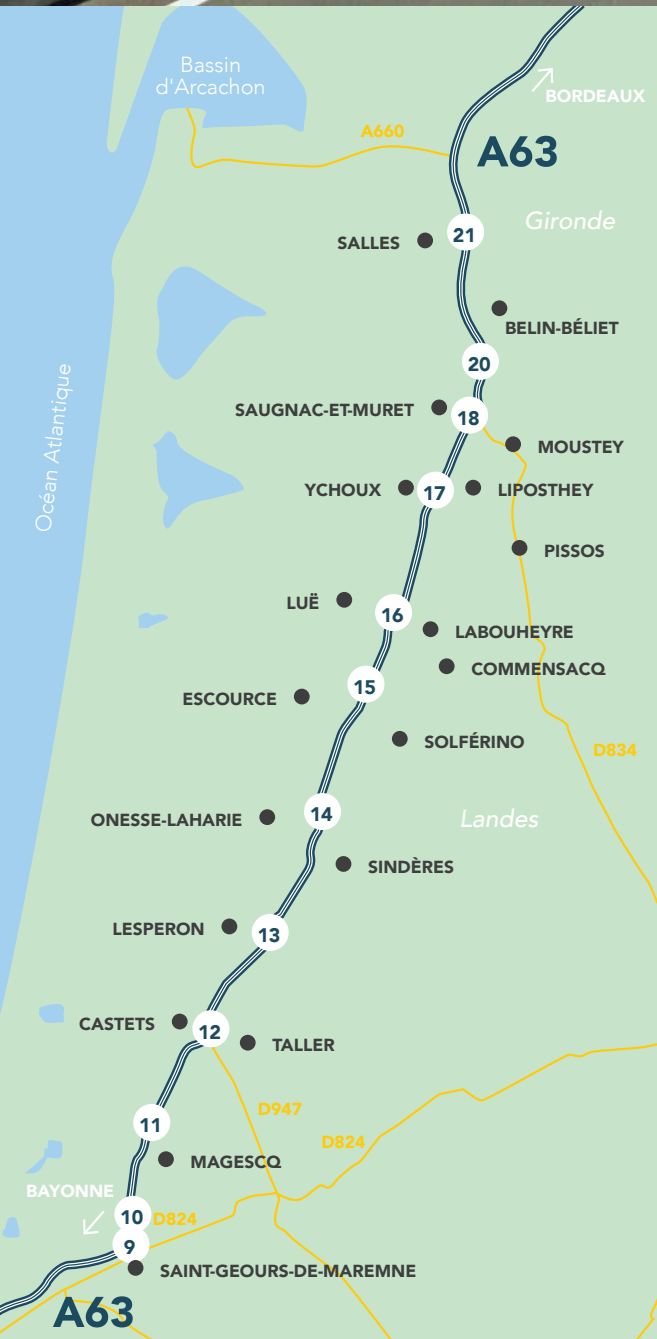 Bassin
d'Arcachon
BORDEAUX
A660
A63
Gironde
21
SALLES
BELIN-BÉLIET
20
Océan Atlantique
SAUGNAC-ET-MURET
18
MOUSTEY
YCHOUX
17
LIPOSTHEY
PISSOS
LUË
16
LABOUHEYRE
COMMENSACQ
15
ESCOURCE
SOLFÉRINO
D834
14
ONESSE-LAHARIE
Landes
SINDÈRES
LESPERON
13
CASTETS
12
TALLER
D947
11
D824
MAGESCQ
BAYONNE
10
D824
9
SAINT-GEOURS-DE-MAREMNE
A63